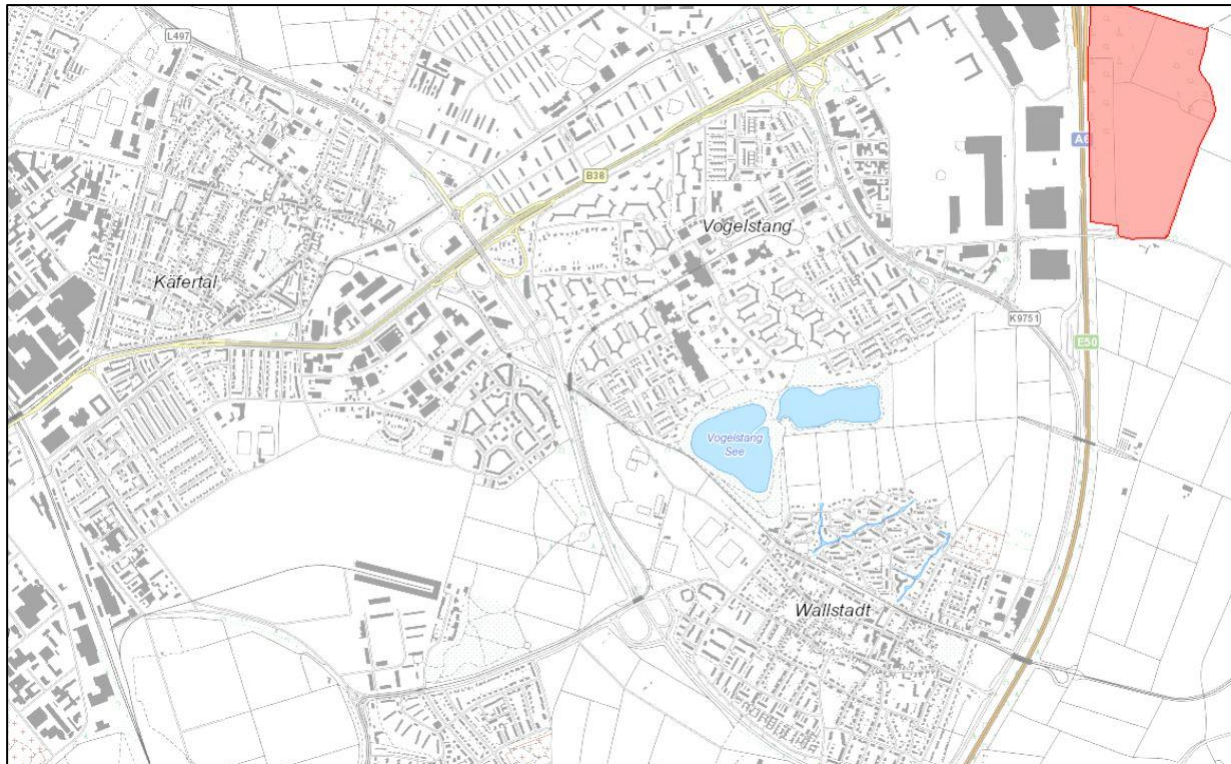 L497
B38
A6
Vogelstang
Käfertal
K9751
E50
Vogelstang
See
Wallstadt